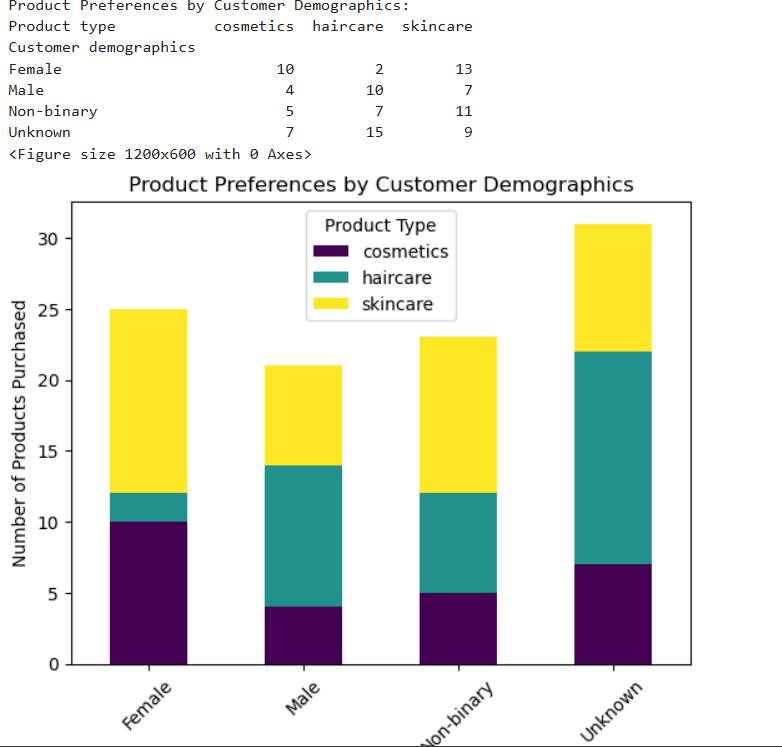 Product Preferences by Customer Demographics:
Product type cosmetics haircare skincare
Customer demographics
Female 10 2 13
Male 4 10 7
Non-binary 5 7 11
Unknown 7 15 9
<Figure size 1200x600 with 0 Axes>
Product Preferences by Customer Demographics
Product Type
cosmetics
haircare
skincare
Number of Products Purchased
30
25
20
15
10
5
0
Female
Male
Non-binary
Unknown